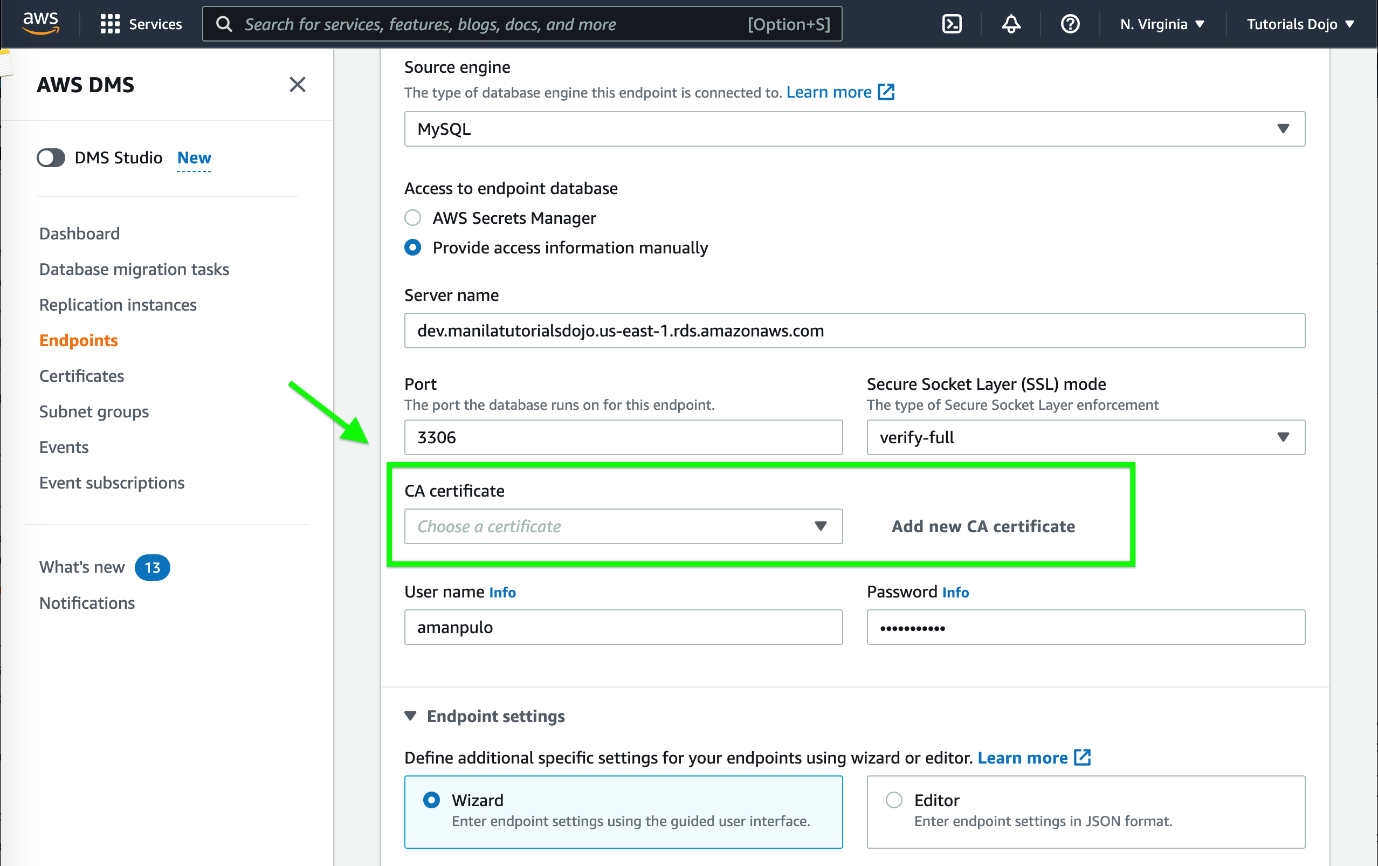 aws
Services
Search for services, features, blogs, docs, and more
[Option+S]
N. Virginia
Tutorials Dojo
AWS DMS
DMS Studio New
Dashboard
Database migration tasks
Replication instances
Endpoints
Certificates
Subnet groups
Events
Event subscriptions
What's new 13
Notifications
Source engine
The type of database engine this endpoint is connected to. Learn more
MySQL
Access to endpoint database
AWS Secrets Manager
Provide access information manually
Server name
dev.manilatutorialsdojo.us-east-1.rds.amazonaws.com
Port
The port the database runs on for this endpoint.
3306
Secure Socket Layer (SSL) mode
The type of Secure Socket Layer enforcement
verify-full
CA certificate
Choose a certificate
Add new CA certificate
User name Info
amanpulo
Password Info
•••••••••••
Endpoint settings
Define additional specific settings for your endpoints using wizard or editor. Learn more
Wizard
Enter endpoint settings using the guided user interface.
Editor
Enter endpoint settings in JSON format.